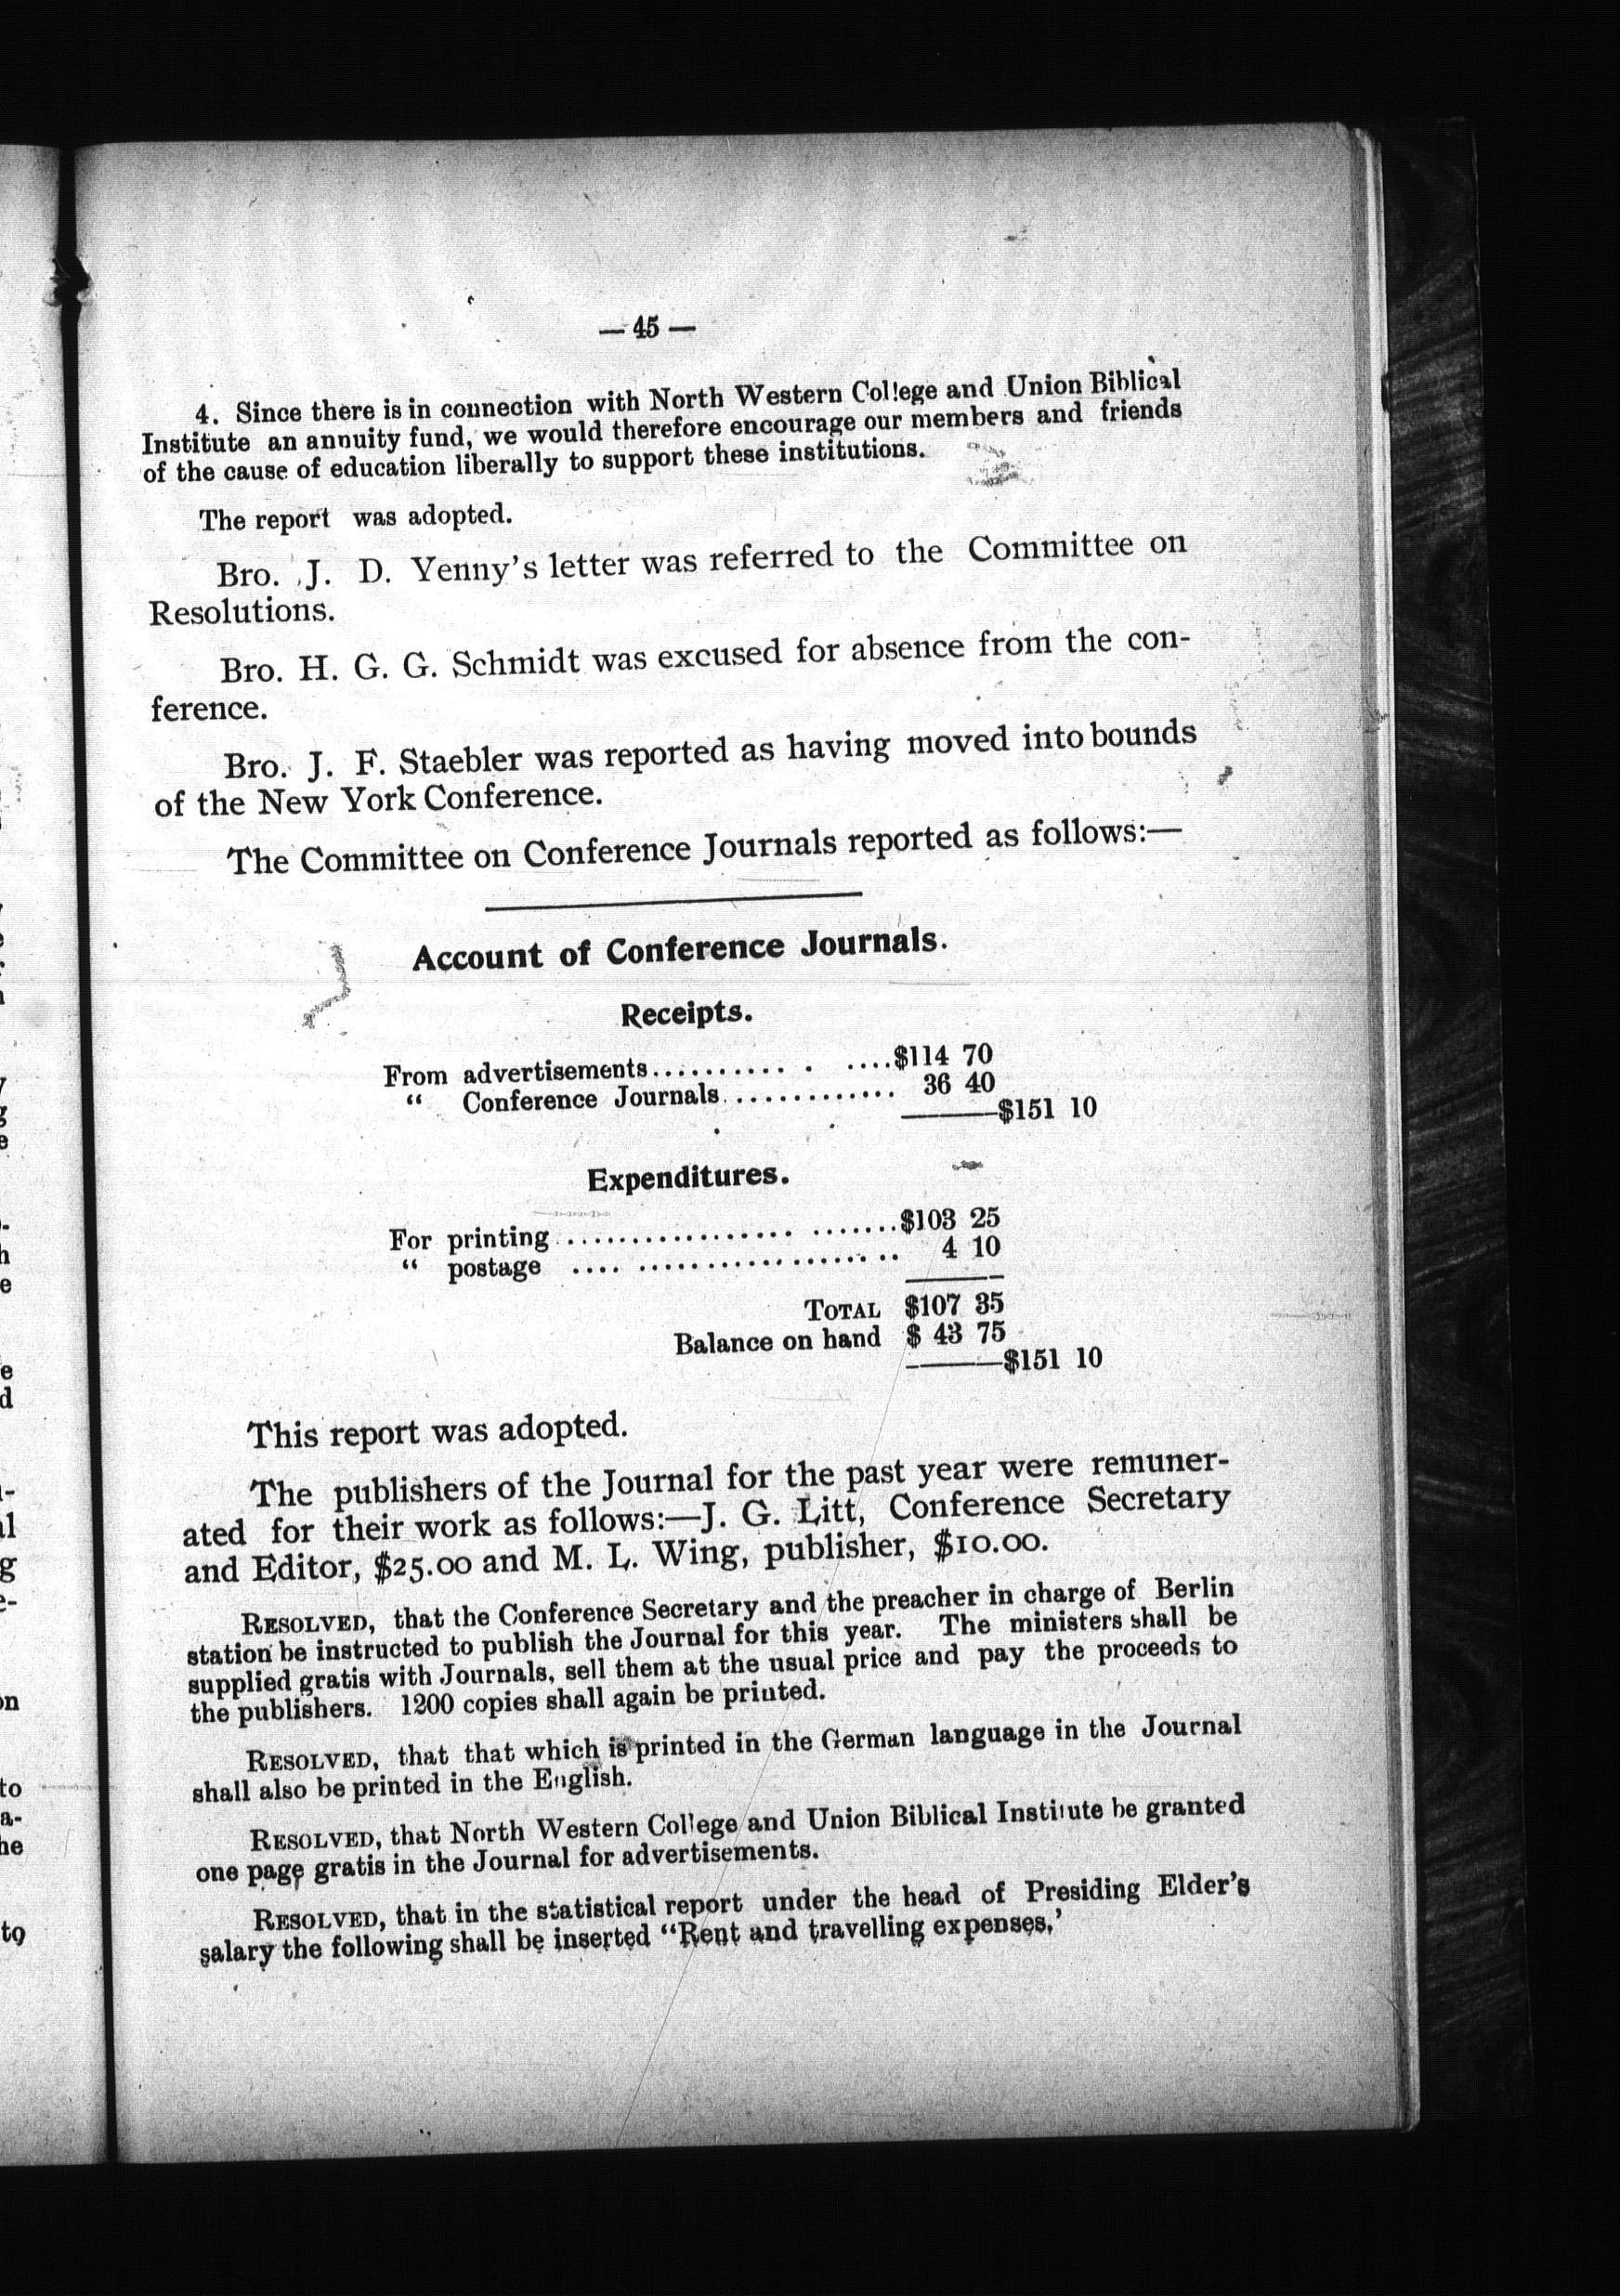 — 45 —
4. Since there is in connection with North Western College and Union Biblical
Institute an annuity fund, we would therefore encourage our members and friends
of the cause of education liberally to support these institutions.
The report was adopted.
Bro. J. D. Yenny's letter was referred to the Committee on
Resolutions.
Bro. H. G. G. Schmidt was excused for absence from the con-
ference.
Bro. J. F. Staebler was reported as having moved into bounds
of the New York Conference.
The Committee on Conference Journals reported as follows:—
Account of Conference Journals.
Receipts.
From advertisements........... . ....$114 70
“ Conference Journals............. 36 40
———$151 10
Expenditures.
For printing.................. .......$103 25
“ postage .... .................... .. 4 10
TOTAL $107 35
Balance on hand $ 43 75
———$151 10
This report was adopted.
The publishers of the Journal for the past year were remuner-
ated for their work as follows:—J. G. Litt, Conference Secretary
and Editor, $25.00 and M. L. Wing, publisher, $10.00.
RESOLVED, that the Conference Secretary and the preacher in charge of Berlin
station be instructed to publish the Journal for this year. The ministers shall be
supplied gratis with Journals, sell them at the usual price and pay the proceeds to
the publishers. 1200 copies shall again be printed.
RESOLVED, that that which is printed in the German language in the Journal
shall also be printed in the English.
RESOLVED, that North Western College and Union Biblical Institute be granted
one page gratis in the Journal for advertisements.
RESOLVED, that in the statistical report under the head of Presiding Elder's
salary the following shall be inserted “Rent and travelling expenses.’